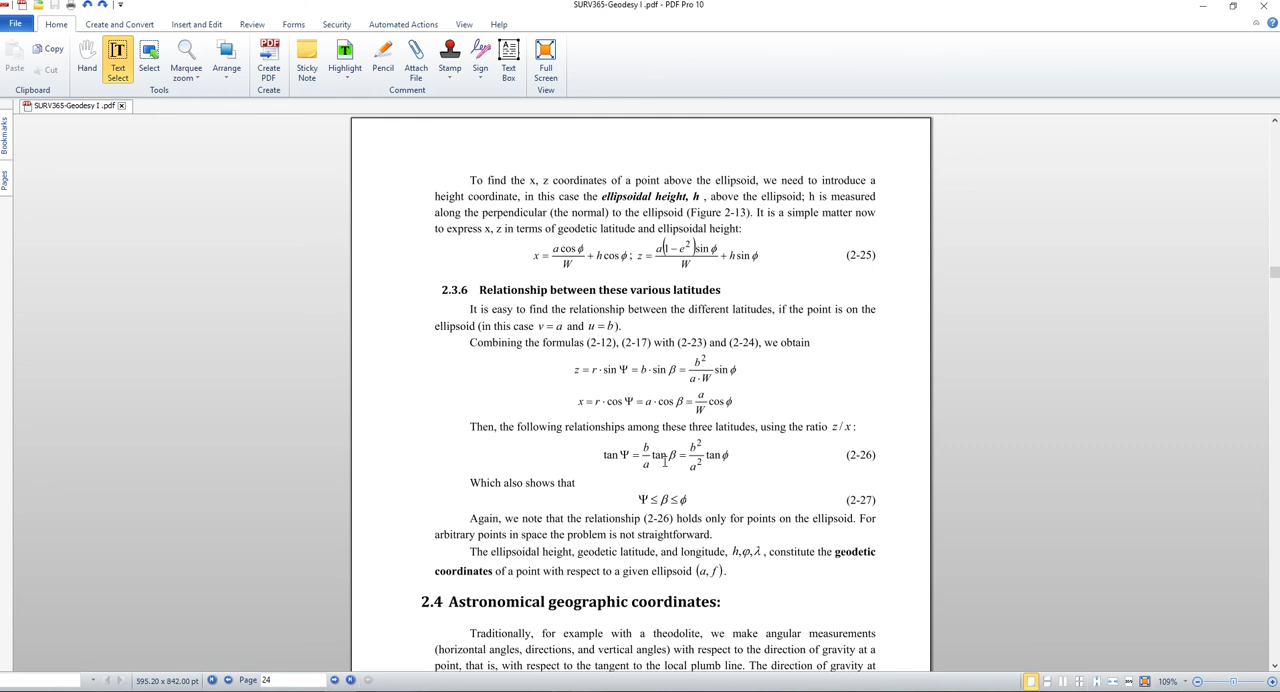 SURV365-Geodesy I .pdf - PDF Pro 10
File Home Create and Convert Insert and Edit Review Forms Security Automated Actions View Help
Paste Copy Cut Hand Text Select Select Marquee zoom Arrange Create PDF Sticky Note Highlight Pencil Attach File Stamp Sign Text Box Full Screen
Clipboard Tools Create Comment View
SURV365-Geodesy I .pdf
Bookmarks
Pages
To find the x, z coordinates of a point above the ellipsoid, we need to introduce a
height coordinate, in this case the ellipsoidal height, h , above the ellipsoid; h is measured
along the perpendicular (the normal) to the ellipsoid (Figure 2-13). It is a simple matter now
to express x, z in terms of geodetic latitude and ellipsoidal height:
x = a cos ϕ / W + h cos ϕ ; z = a(1 − e²)sin ϕ / W + h sin ϕ (2-25)
2.3.6 Relationship between these various latitudes
It is easy to find the relationship between the different latitudes, if the point is on the
ellipsoid (in this case v = a and u = b ).
Combining the formulas (2-12), (2-17) with (2-23) and (2-24), we obtain
z = r · sin Ψ = b · sin β = b² / a · W sin ϕ
x = r · cos Ψ = a · cos β = a / W cos ϕ
Then, the following relationships among these three latitudes, using the ratio z / x :
tan Ψ = b / a tan β = b² / a² tan ϕ (2-26)
Which also shows that
Ψ ≤ β ≤ ϕ (2-27)
Again, we note that the relationship (2-26) holds only for points on the ellipsoid. For
arbitrary points in space the problem is not straightforward.
The ellipsoidal height, geodetic latitude, and longitude, h, φ, λ , constitute the geodetic
coordinates of a point with respect to a given ellipsoid (a, f ).
2.4 Astronomical geographic coordinates:
Traditionally, for example with a theodolite, we make angular measurements
(horizontal angles, directions, and vertical angles) with respect to the direction of gravity at a
point, that is, with respect to the tangent to the local plumb line. The direction of gravity at
595.20 x 842.00 pt Page 24 109%